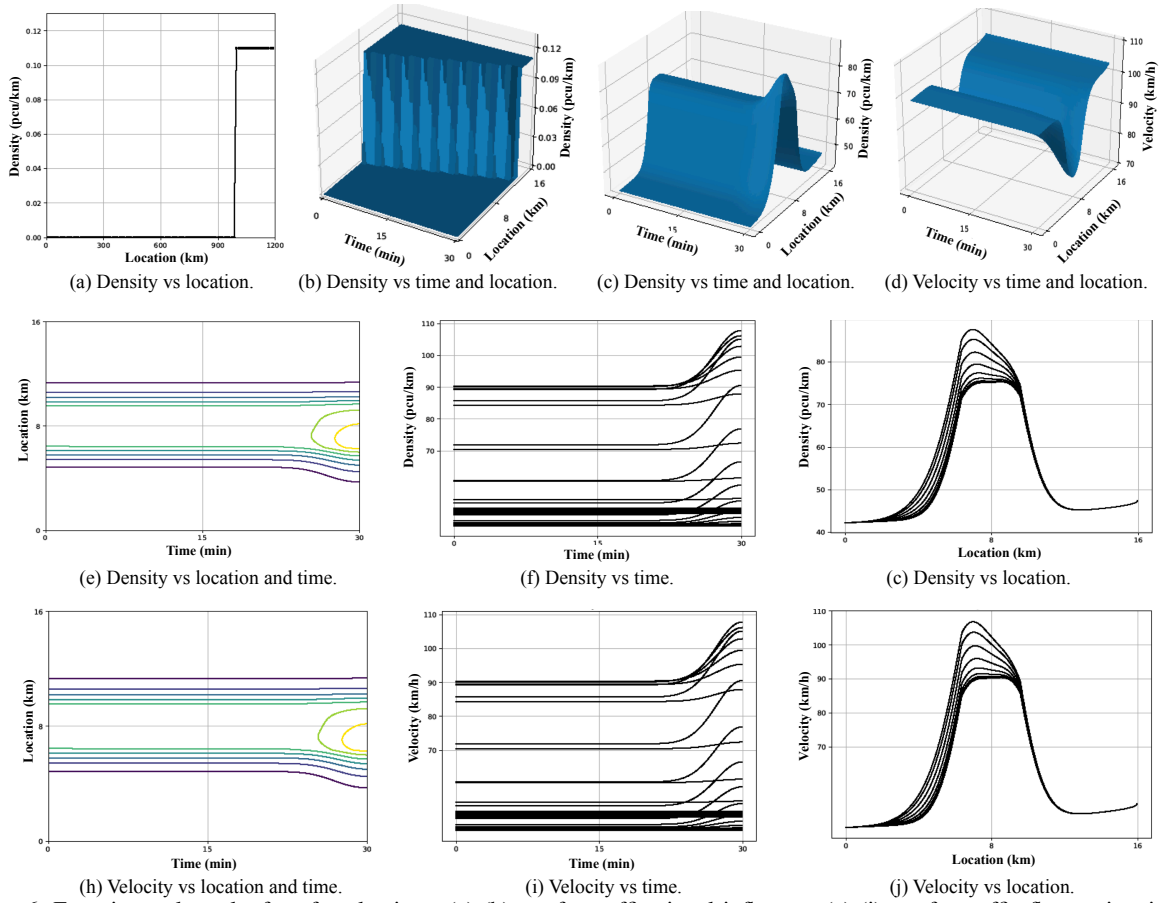 0.12
0.10
0.08
0.06
0.04
0.02
0.00
Density (pcu/km)
0 300 600 900 1200
Location (km)
(a) Density vs location.
0.12
0.09
0.06
0.03
0.00
Density (pcu/km)
0 15 30
Time (min)
0 8 16
Location (km)
(b) Density vs time and location.
80
70
60
50
Density (pcu/km)
0 15 30
Time (min)
0 8 16
Location (km)
(c) Density vs time and location.
110
100
90
80
70
Velocity (km/h)
0 15 30
Time (min)
0 8 16
Location (km)
(d) Velocity vs time and location.
16
8
0
Location (km)
0 15 30
Time (min)
(e) Density vs location and time.
110
100
90
80
70
Density (pcu/km)
0 15 30
Time (min)
(f) Density vs time.
80
70
60
50
40
Density (pcu/km)
0 8 16
Location (km)
(c) Density vs location.
16
8
0
Location (km)
0 15 30
Time (min)
(h) Velocity vs location and time.
110
100
90
80
70
Velocity (km/h)
0 15 30
Time (min)
(i) Velocity vs time.
110
100
90
80
70
Velocity (km/h)
0 8 16
Location (km)
(j) Velocity vs location.